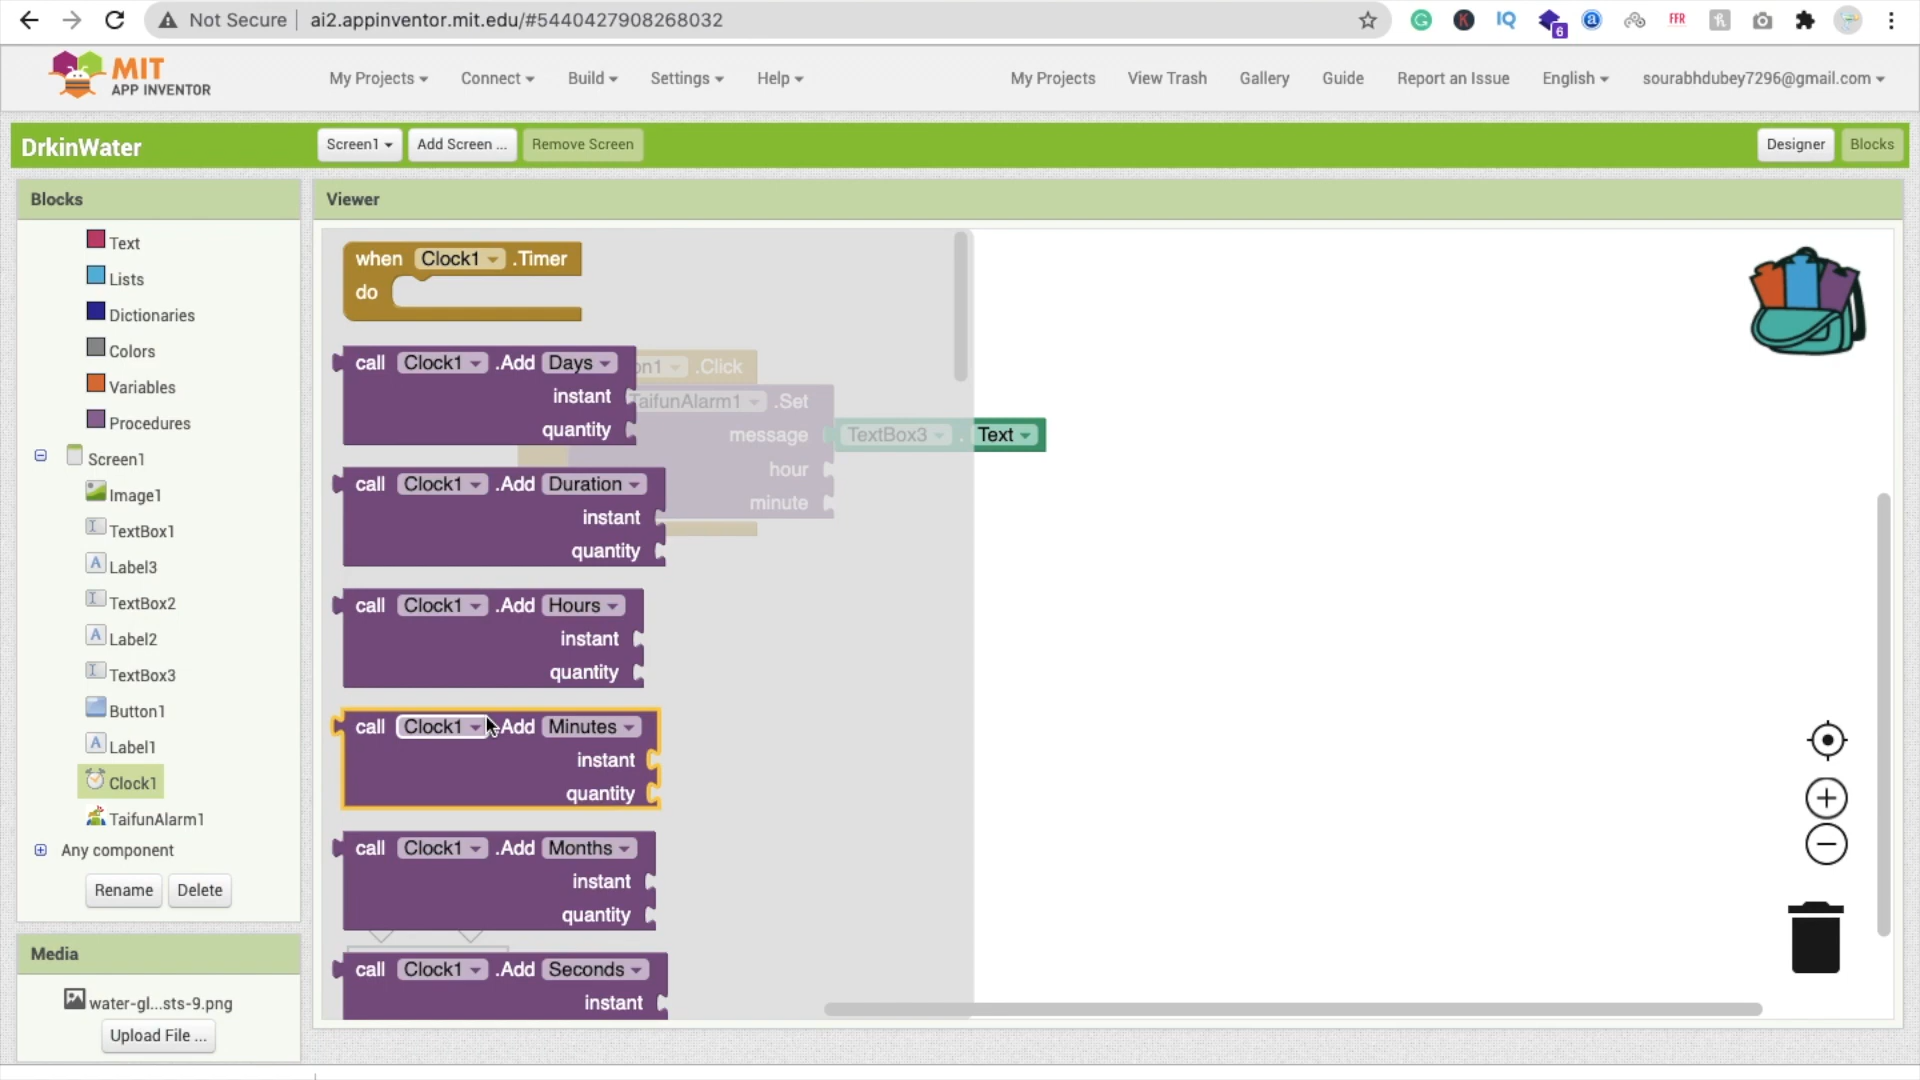 Not Secure
ai2.appinventor.mit.edu/#5440427908268032
K
IQ
6
a
FFR
MIT
APP INVENTOR
My Projects
Connect
Build
Settings
Help
My Projects
View Trash
Gallery
Guide
Report an Issue
English
sourabhdubey7296@gmail.com
DrkinWater
Screen1
Add Screen ...
Remove Screen
Designer
Blocks
Blocks
Text
Lists
Dictionaries
Colors
Variables
Procedures
Screen1
Image1
TextBox1
Label3
TextBox2
Label2
TextBox3
Button1
Label1
Clock1
TaifunAlarm1
Any component
Rename
Delete
Media
water-gl...sts-9.png
Upload File ...
Viewer
when Clock1 .Timer
do
call Clock1 .Add Days
instant
quantity
call Clock1 .Add Duration
instant
quantity
call Clock1 .Add Hours
instant
quantity
call Clock1 .Add Minutes
instant
quantity
call Clock1 .Add Months
instant
quantity
call Clock1 .Add Seconds
instant
on1 .Click
TaifunAlarm1 .Set
message TextBox3 . Text
hour
minute